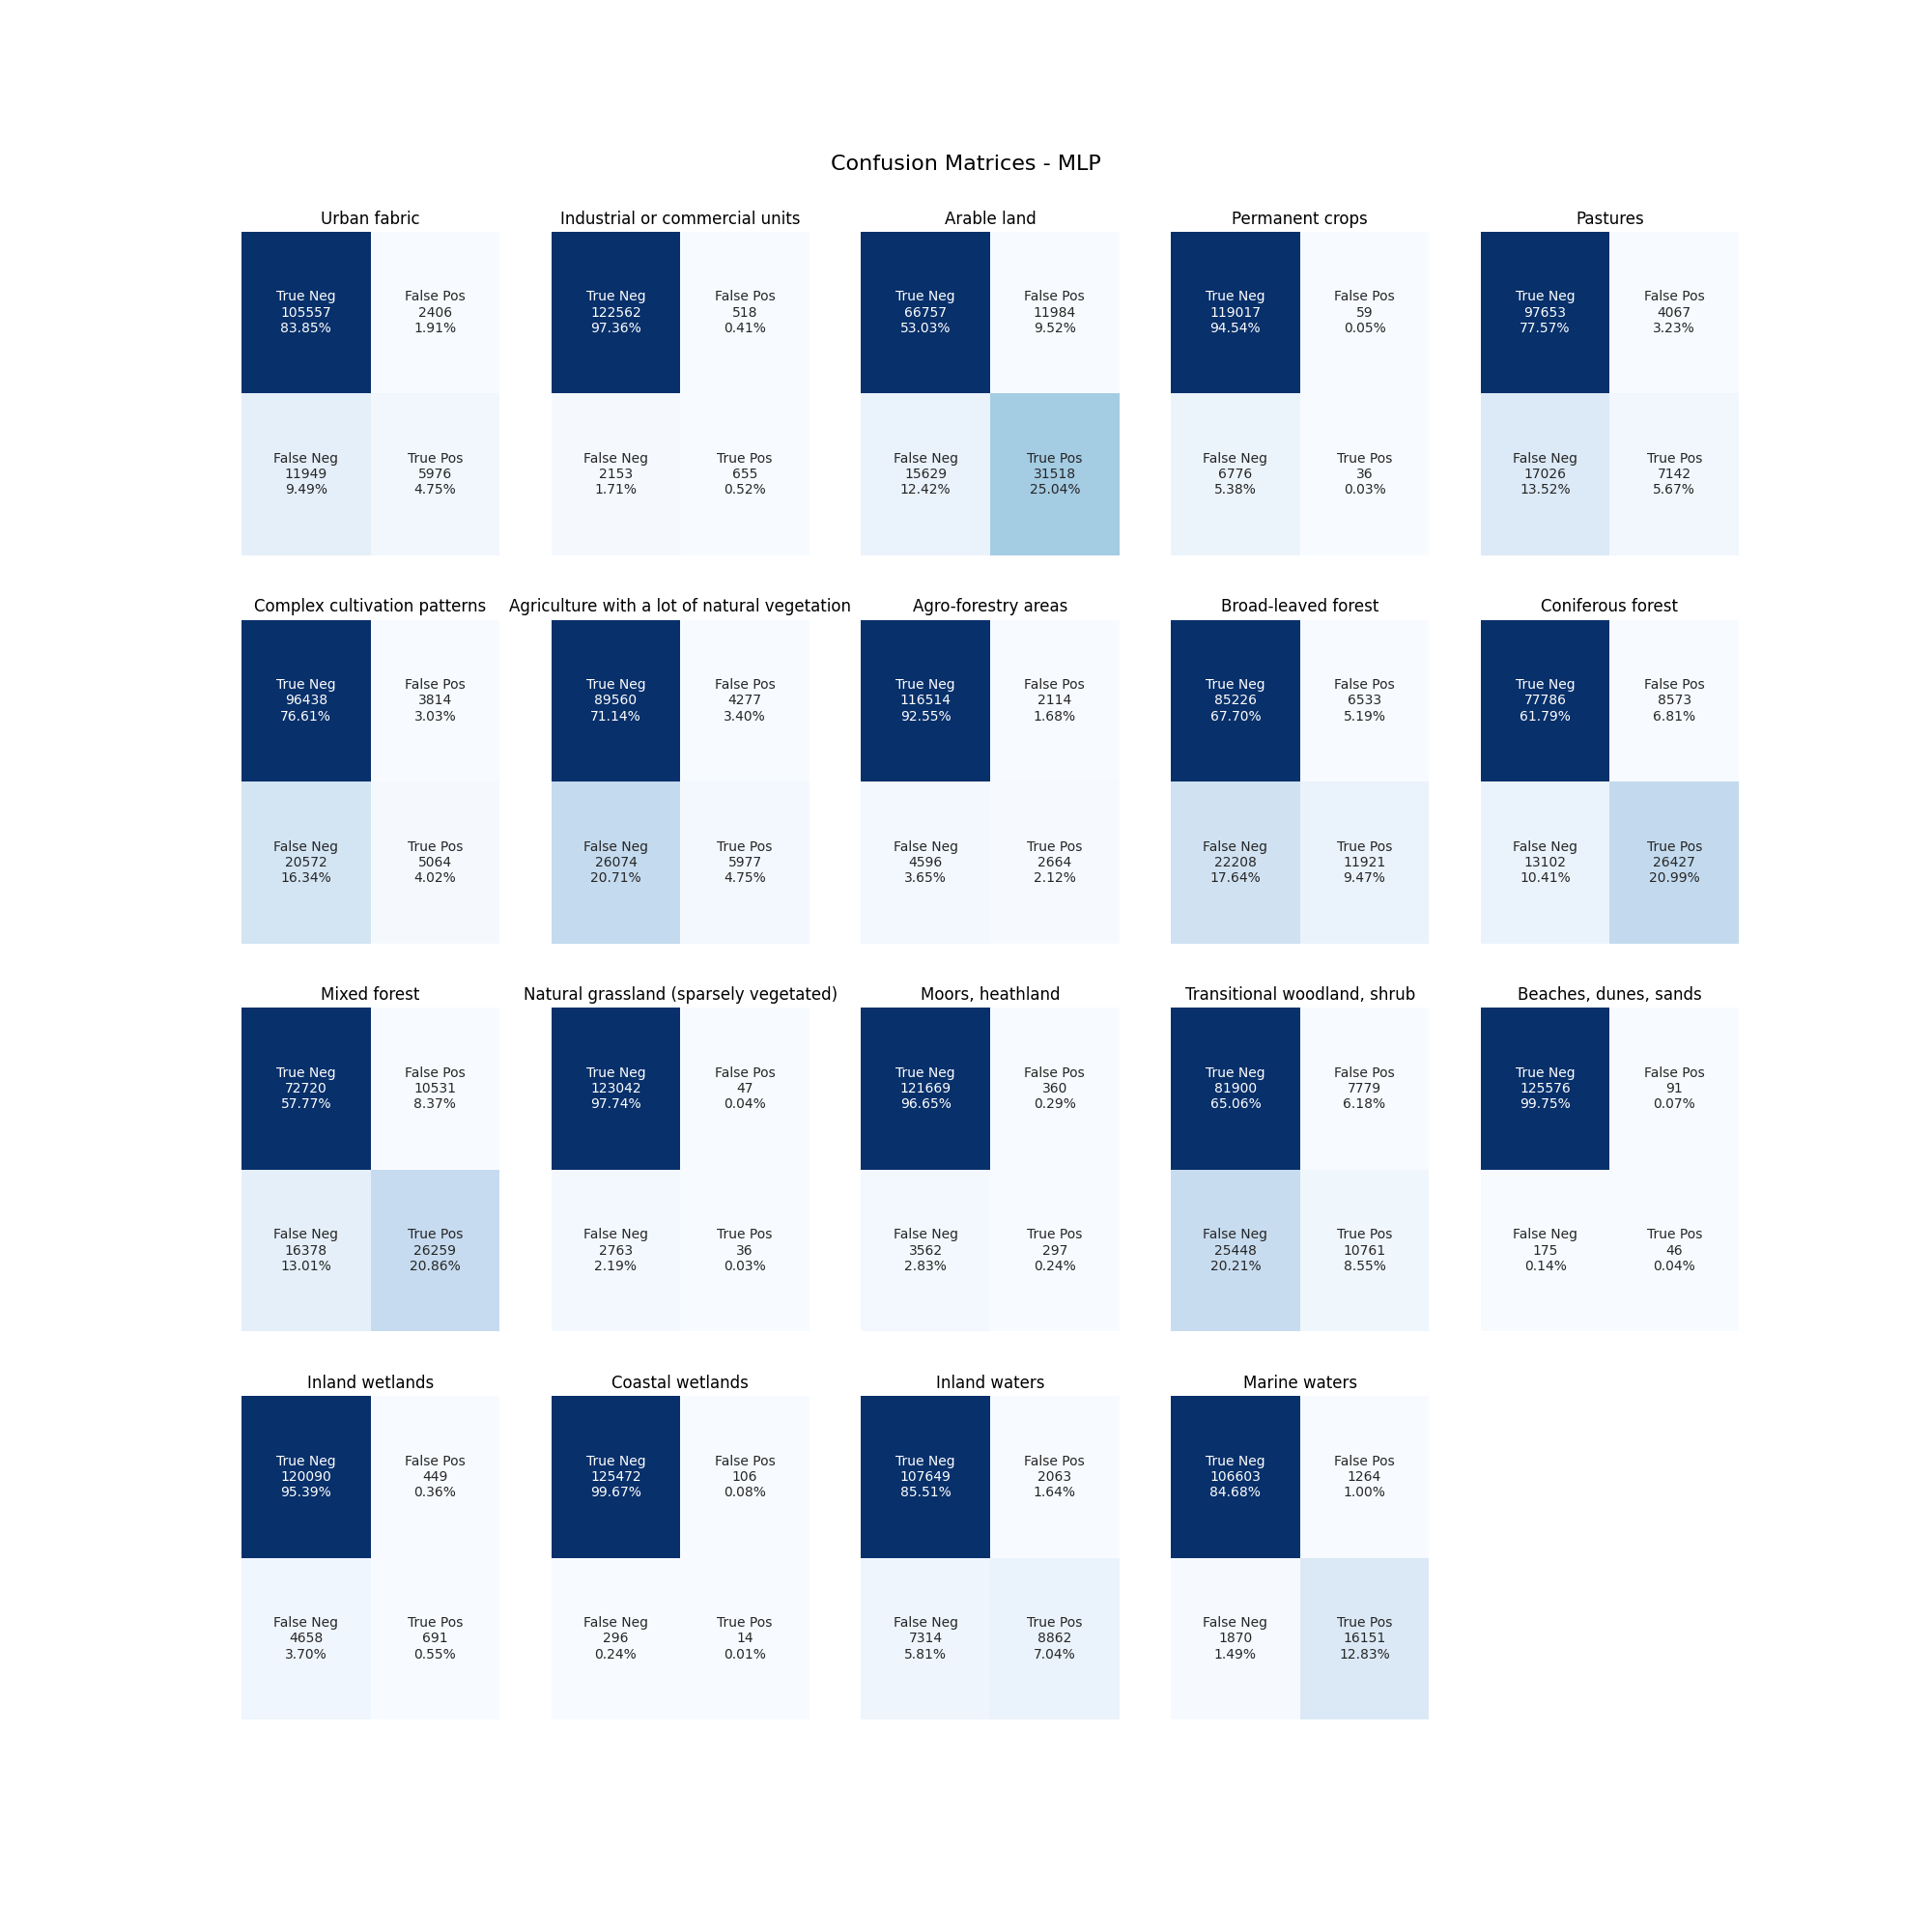 Confusion Matrices - MLP
Urban fabric
True Neg
105557
83.85%
False Pos
2406
1.91%
False Neg
11949
9.49%
True Pos
5976
4.75%
Industrial or commercial units
True Neg
122562
97.36%
False Pos
518
0.41%
False Neg
2153
1.71%
True Pos
655
0.52%
Arable land
True Neg
66757
53.03%
False Pos
11984
9.52%
False Neg
15629
12.42%
True Pos
31518
25.04%
Permanent crops
True Neg
119017
94.54%
False Pos
59
0.05%
False Neg
6776
5.38%
True Pos
36
0.03%
Pastures
True Neg
97653
77.57%
False Pos
4067
3.23%
False Neg
17026
13.52%
True Pos
7142
5.67%
Complex cultivation patterns
True Neg
96438
76.61%
False Pos
3814
3.03%
False Neg
20572
16.34%
True Pos
5064
4.02%
Agriculture with a lot of natural vegetation
True Neg
89560
71.14%
False Pos
4277
3.40%
False Neg
26074
20.71%
True Pos
5977
4.75%
Agro-forestry areas
True Neg
116514
92.55%
False Pos
2114
1.68%
False Neg
4596
3.65%
True Pos
2664
2.12%
Broad-leaved forest
True Neg
85226
67.70%
False Pos
6533
5.19%
False Neg
22208
17.64%
True Pos
11921
9.47%
Coniferous forest
True Neg
77786
61.79%
False Pos
8573
6.81%
False Neg
13102
10.41%
True Pos
26427
20.99%
Mixed forest
True Neg
72720
57.77%
False Pos
10531
8.37%
False Neg
16378
13.01%
True Pos
26259
20.86%
Natural grassland (sparsely vegetated)
True Neg
123042
97.74%
False Pos
47
0.04%
False Neg
2763
2.19%
True Pos
36
0.03%
Moors, heathland
True Neg
121669
96.65%
False Pos
360
0.29%
False Neg
3562
2.83%
True Pos
297
0.24%
Transitional woodland, shrub
True Neg
81900
65.06%
False Pos
7779
6.18%
False Neg
25448
20.21%
True Pos
10761
8.55%
Beaches, dunes, sands
True Neg
125576
99.75%
False Pos
91
0.07%
False Neg
175
0.14%
True Pos
46
0.04%
Inland wetlands
True Neg
120090
95.39%
False Pos
449
0.36%
False Neg
4658
3.70%
True Pos
691
0.55%
Coastal wetlands
True Neg
125472
99.67%
False Pos
106
0.08%
False Neg
296
0.24%
True Pos
14
0.01%
Inland waters
True Neg
107649
85.51%
False Pos
2063
1.64%
False Neg
7314
5.81%
True Pos
8862
7.04%
Marine waters
True Neg
106603
84.68%
False Pos
1264
1.00%
False Neg
1870
1.49%
True Pos
16151
12.83%